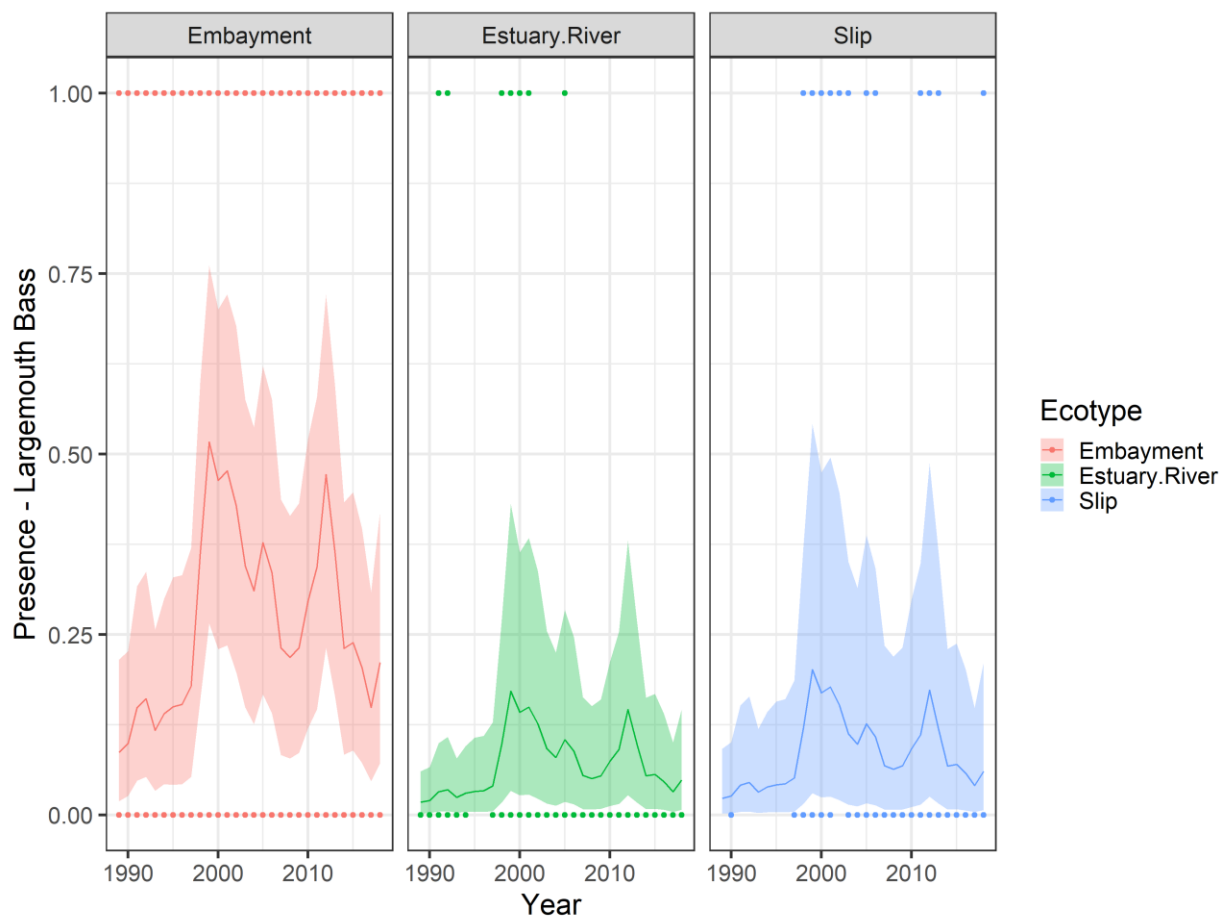 Embayment Estuary.River Slip
1.00
0.75
0.50
0.25
0.00
Presence - Largemouth Bass
1990 2000 2010 1990 2000 2010 1990 2000 2010
Year
Ecotype
Embayment
Estuary.River
Slip